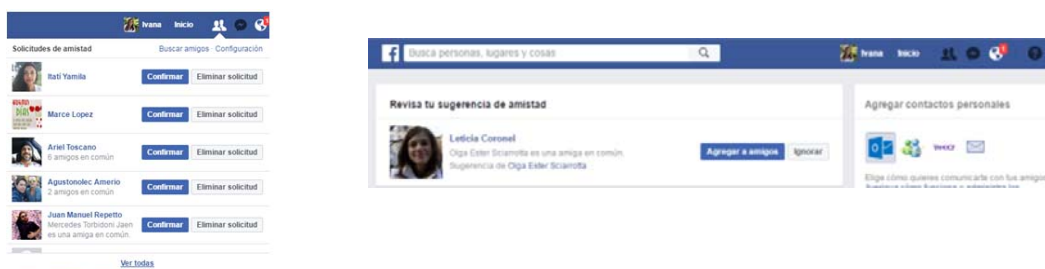 Ivana Inicio
Solicitudes de amistad Buscar amigos · Configuración
Itatí Yamila Confirmar Eliminar solicitud
Marce Lopez Confirmar Eliminar solicitud
Ariel Toscano
6 amigos en común
Confirmar Eliminar solicitud
Agustonolec Amerio
2 amigos en común
Confirmar Eliminar solicitud
Juan Manuel Repetto
Mercedes Torbidoni Jaen
es una amiga en común.
Confirmar Eliminar solicitud
Ver todas
Busca personas, lugares y cosas Ivana Inicio
Revisa tu sugerencia de amistad
Leticia Coronel
Olga Ester Sciarrotta es una amiga en común.
Sugerencia de Olga Ester Sciarrotta
Agregar a amigos Ignorar
Agregar contactos personales
Elige cómo quieres comunicarte con tus amigos